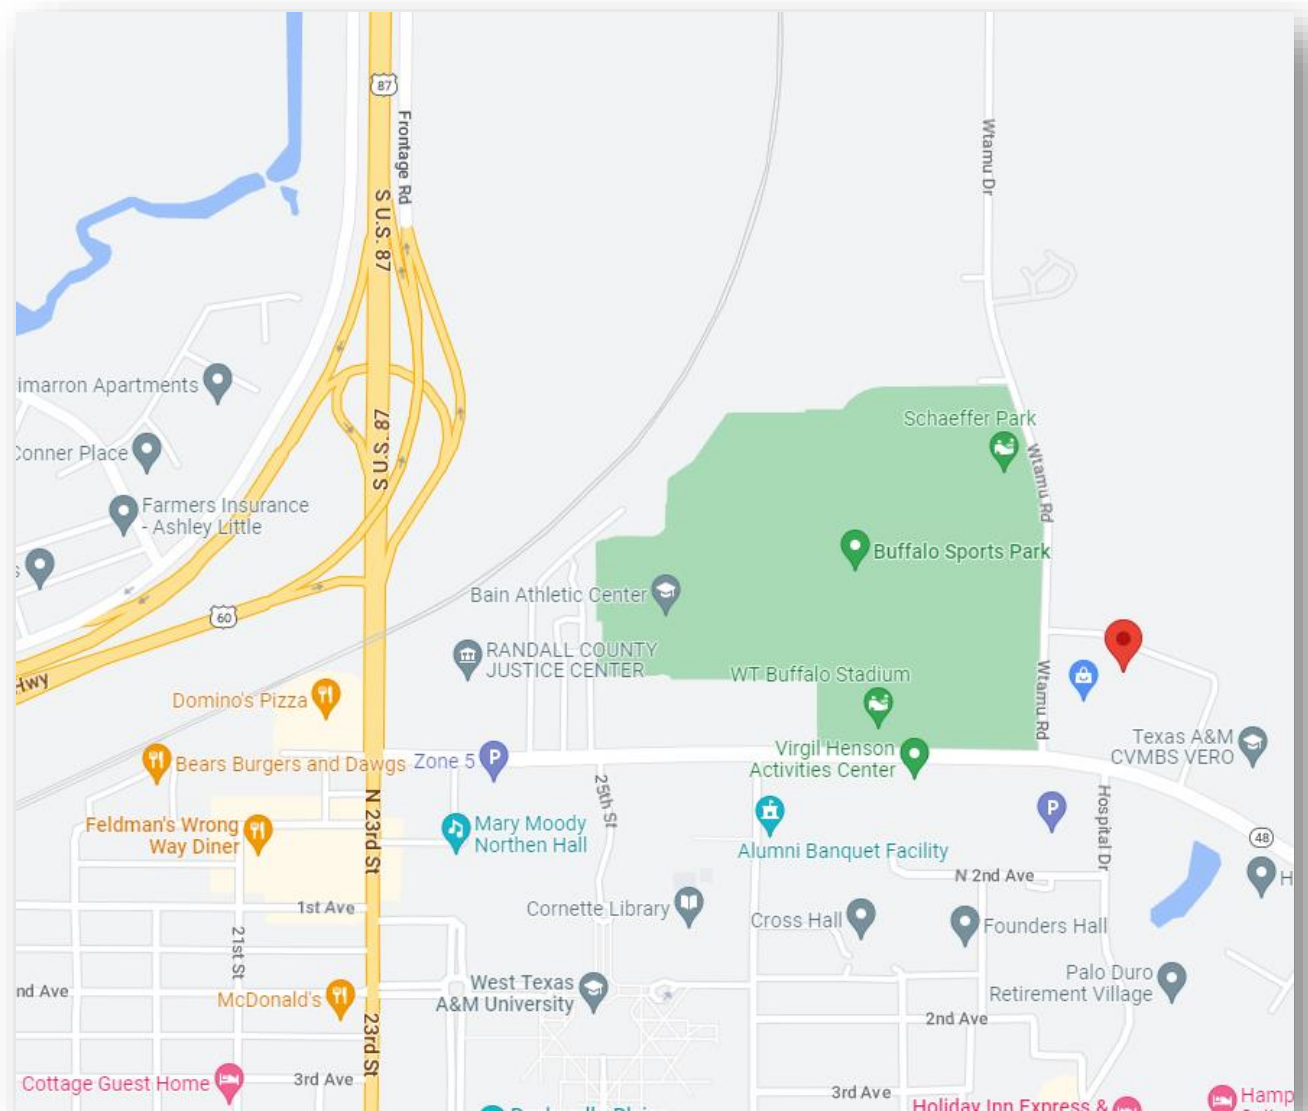 87
Frontage Rd
S U.S. 87
Wtamu Dr
imarron Apartments
S U.S. 87
Schaeffer Park
Conner Place
Wtamu Rd
Farmers Insurance
- Ashley Little
Buffalo Sports Park
s
Bain Athletic Center
60
RANDALL COUNTY
JUSTICE CENTER
WT Buffalo Stadium
Wtamu Rd
Hwy
Domino's Pizza
Texas A&M
CVMBS VERO
Virgil Henson
Activities Center
Bears Burgers and Dawgs
Zone 5
P
25th St
P
Hospital Dr
N 23rd St
Feldman's Wrong
Way Diner
Mary Moody
Northen Hall
Alumni Banquet Facility
48
N 2nd Ave
H
1st Ave
Cornette Library
Cross Hall
Founders Hall
21st St
nd Ave
McDonald's
West Texas
A&M University
Palo Duro
Retirement Village
2nd Ave
23rd St
Cottage Guest Home
3rd Ave
3rd Ave
Holiday Inn Express &
Hamp